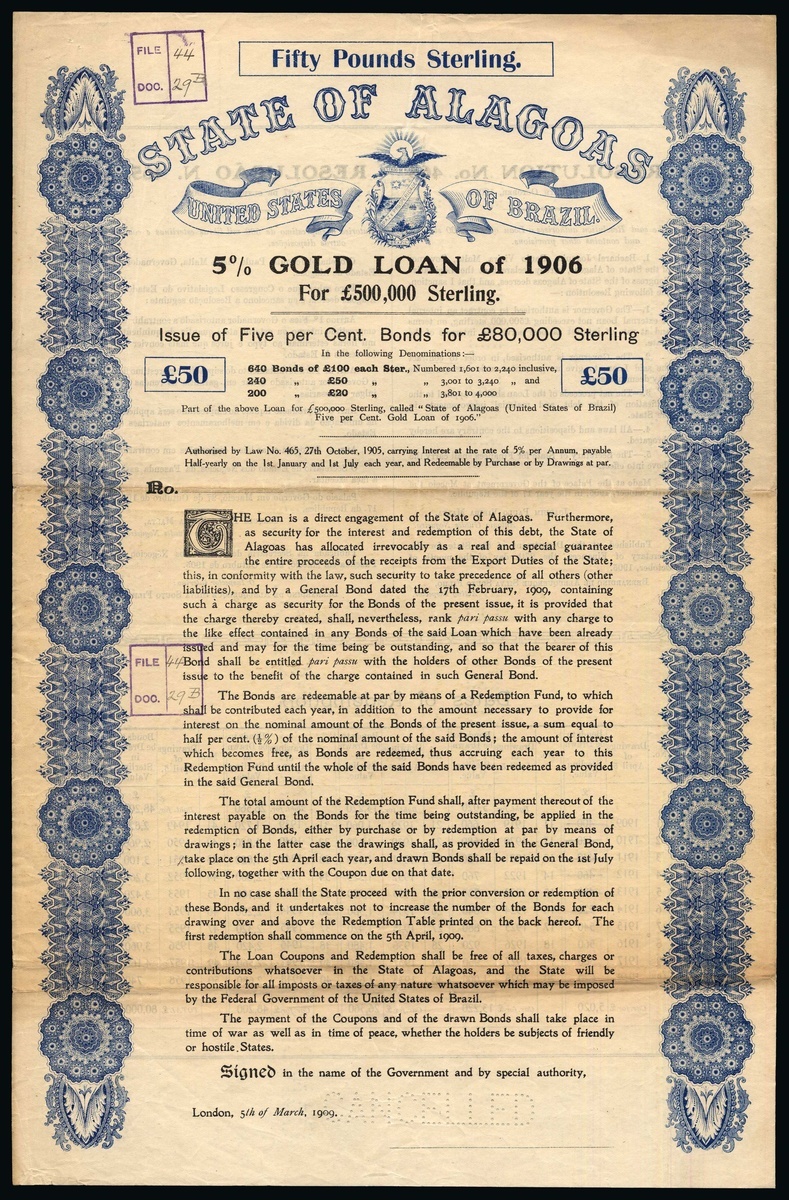 FILE 44
DOC. 29B
Fifty Pounds Sterling.
STATE OF ALAGOAS
UNITED STATES OF BRAZIL.
5% GOLD LOAN of 1906
For £500,000 Sterling.
Issue of Five per Cent. Bonds for £80,000 Sterling
In the following Denominations:—
£50
640 Bonds of £100 each Ster., Numbered 1,601 to 2,240 inclusive,
240 „ £50 „ „ 3,001 to 3,240 „ and
200 „ £20 „ „ 3,801 to 4,000
£50
Part of the above Loan for £500,000 Sterling, called "State of Alagoas (United States of Brazil)
Five per Cent. Gold Loan of 1906."
Authorised by Law No. 465, 27th October, 1905, carrying Interest at the rate of 5% per Annum, payable
Half-yearly on the 1st January and 1st July each year, and Redeemable by Purchase or by Drawings at par.
No.
THE Loan is a direct engagement of the State of Alagoas. Furthermore,
as security for the interest and redemption of this debt, the State of
Alagoas has allocated irrevocably as a real and special guarantee
the entire proceeds of the receipts from the Export Duties of the State;
this, in conformity with the law, such security to take precedence of all others (other
liabilities), and by a General Bond dated the 17th February, 1909, containing
such à charge as security for the Bonds of the present issue, it is provided that
the charge thereby created, shall, nevertheless, rank pari passu with any charge to
the like effect contained in any Bonds of the said Loan which have been already
issued and may for the time being be outstanding, and so that the bearer of this
Bond shall be entitled pari passu with the holders of other Bonds of the present
issue to the benefit of the charge contained in such General Bond.
FILE 44
DOC. 29B
The Bonds are redeemable at par by means of a Redemption Fund, to which
shall be contributed each year, in addition to the amount necessary to provide for
interest on the nominal amount of the Bonds of the present issue, a sum equal to
half per cent. (½%) of the nominal amount of the said Bonds; the amount of interest
which becomes free, as Bonds are redeemed, thus accruing each year to this
Redemption Fund until the whole of the said Bonds have been redeemed as provided
in the said General Bond.
The total amount of the Redemption Fund shall, after payment thereout of the
interest payable on the Bonds for the time being outstanding, be applied in the
redemption of Bonds, either by purchase or by redemption at par by means of
drawings; in the latter case the drawings shall, as provided in the General Bond,
take place on the 5th April each year, and drawn Bonds shall be repaid on the 1st July
following, together with the Coupon due on that date.
In no case shall the State proceed with the prior conversion or redemption of
these Bonds, and it undertakes not to increase the number of the Bonds for each
drawing over and above the Redemption Table printed on the back hereof. The
first redemption shall commence on the 5th April, 1909.
The Loan Coupons and Redemption shall be free of all taxes, charges or
contributions whatsoever in the State of Alagoas, and the State will be
responsible for all imposts or taxes of any nature whatsoever which may be imposed
by the Federal Government of the United States of Brazil.
The payment of the Coupons and of the drawn Bonds shall take place in
time of war as well as in time of peace, whether the holders be subjects of friendly
or hostile States.
Signed in the name of the Government and by special authority,
London, 5th of March, 1909.
CANCELLED